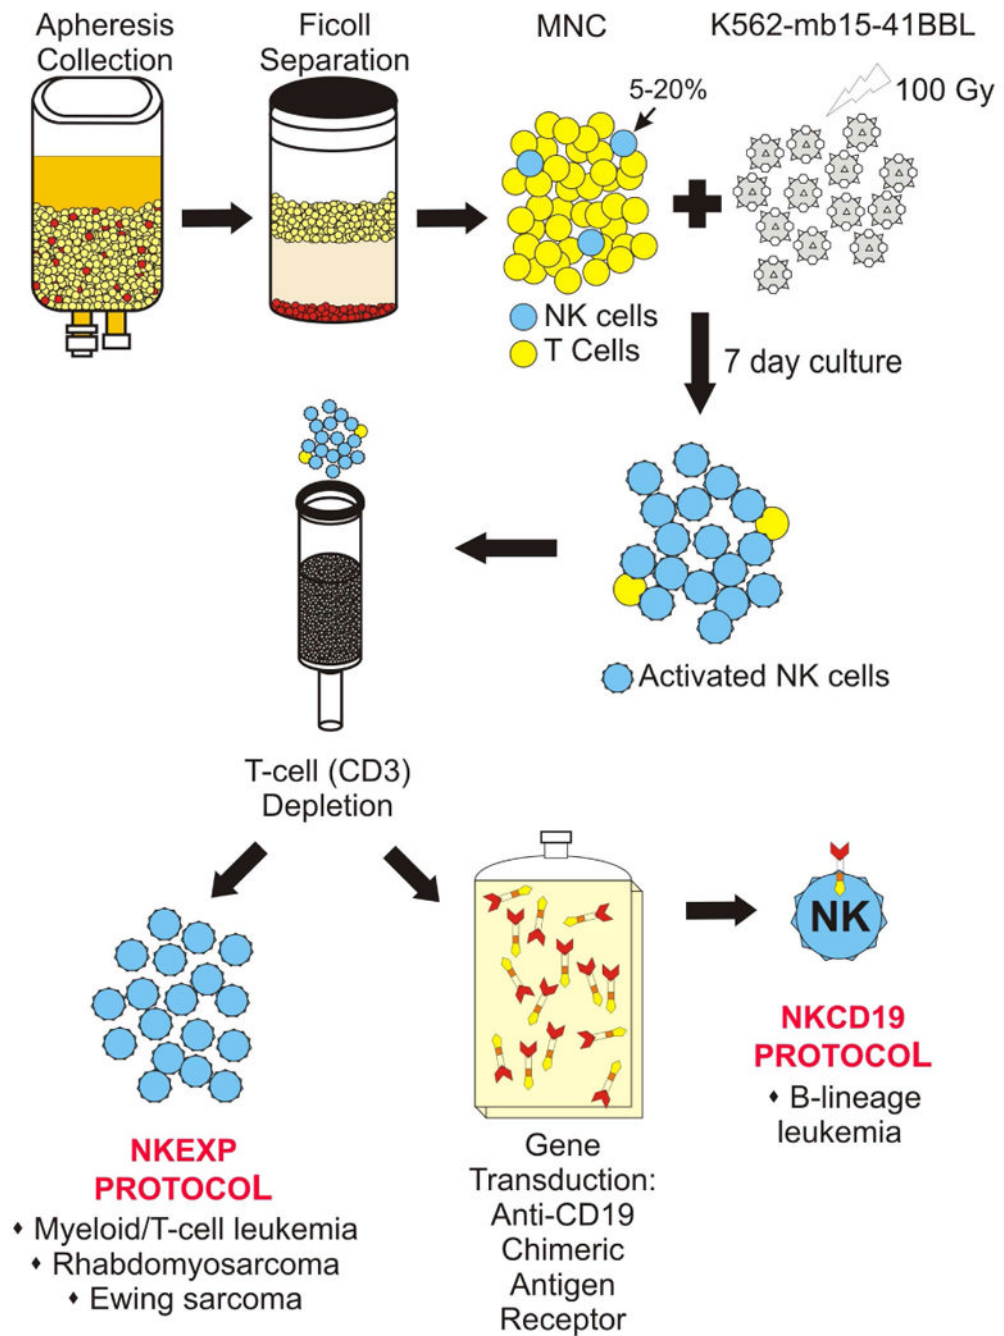 Apheresis
Collection
Ficoll
Separation
MNC
K562-mb15-41BBL
5-20%
100 Gy
NK cells
T Cells
7 day culture
Activated NK cells
T-cell (CD3)
Depletion
NK
NKEXP
PROTOCOL
♦ Myeloid/T-cell leukemia
♦ Rhabdomyosarcoma
♦ Ewing sarcoma
Gene
Transduction:
Anti-CD19
Chimeric
Antigen
Receptor
NKCD19
PROTOCOL
♦ B-lineage
leukemia